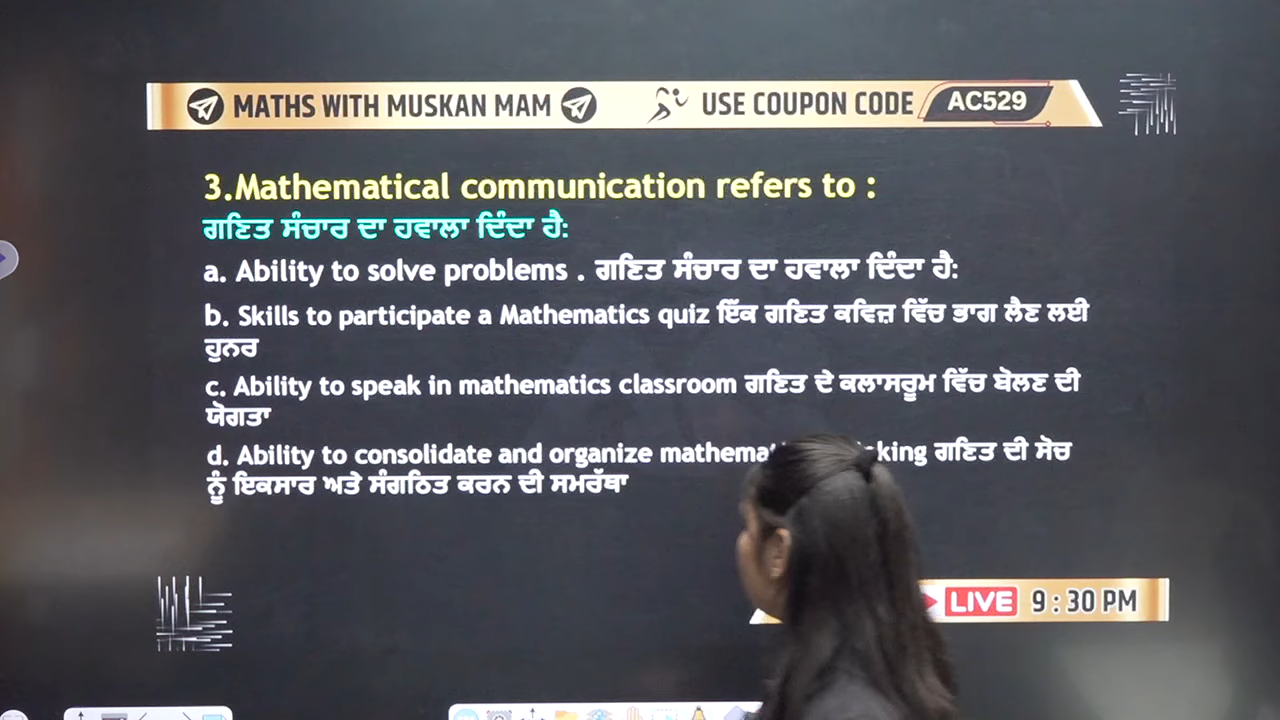 MATHS WITH MUSKAN MAM USE COUPON CODE AC529
3.Mathematical communication refers to :
ਗਣਿਤ ਸੰਚਾਰ ਦਾ ਹਵਾਲਾ ਦਿੰਦਾ ਹੈ:
a. Ability to solve problems . ਗਣਿਤ ਸੰਚਾਰ ਦਾ ਹਵਾਲਾ ਦਿੰਦਾ ਹੈ:
b. Skills to participate a Mathematics quiz ਇੱਕ ਗਣਿਤ ਕਵਿਜ਼ ਵਿੱਚ ਭਾਗ ਲੈਣ ਲਈ
ਹੁਨਰ
c. Ability to speak in mathematics classroom ਗਣਿਤ ਦੇ ਕਲਾਸਰੂਮ ਵਿੱਚ ਬੋਲਣ ਦੀ
ਯੋਗਤਾ
d. Ability to consolidate and organize ਗਣਿਤ ਦੀ ਸੋਚ
ਨੂੰ ਇਕਸਾਰ ਅਤੇ ਸੰਗਠਿਤ ਕਰਨ ਦੀ ਸਮਰੱਥਾ
LIVE 9 : 30 PM